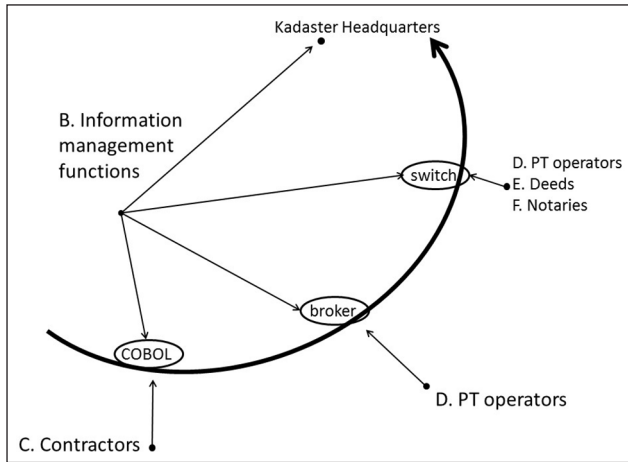 Kadaster Headquarters
B. Information
management
functions
switch
D. PT operators
E. Deeds
F. Notaries
broker
COBOL
D. PT operators
C. Contractors